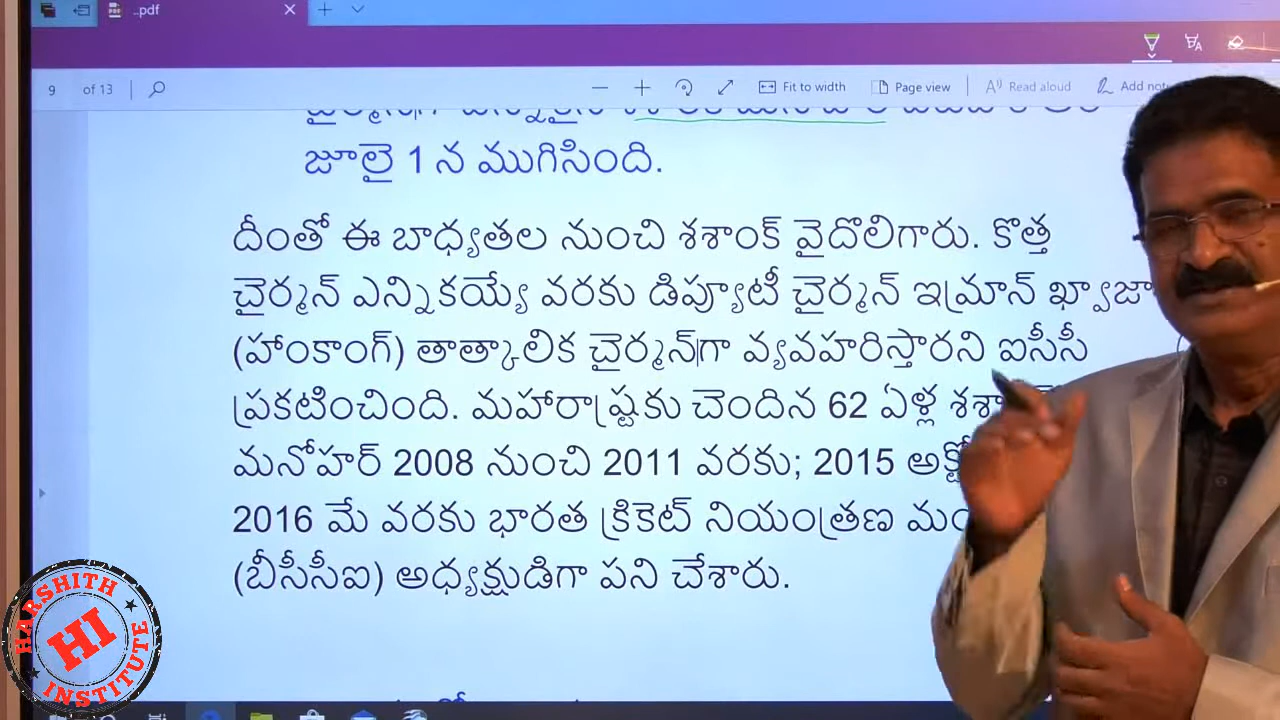 ..pdf
9 of 13
Fit to width
Page view
Read aloud
జూలై 1 న ముగిసింది.
దీంతో ఈ బాధ్యతల నుంచి శశాంక్ వైదొలిగారు. కొత్త
చైర్మన్ ఎన్నికయ్యే వరకు డిప్యూటీ చైర్మన్ ఇమ్రాన్ ఖ్వాజా
(హాంకాంగ్) తాత్కాలిక చైర్మన్‌గా వ్యవహరిస్తారని ఐసీసీ
ప్రకటించింది. మహారాష్ట్రకు చెందిన 62 ఏళ్ల
మనోహర్ 2008 నుంచి 2011 వరకు; 2015
2016 మే వరకు భారత క్రికెట్ నియంత్రణ
(బీసీసీఐ) అధ్యక్షుడిగా పని చేశారు.
HARSHITH
HI
INSTITUTE